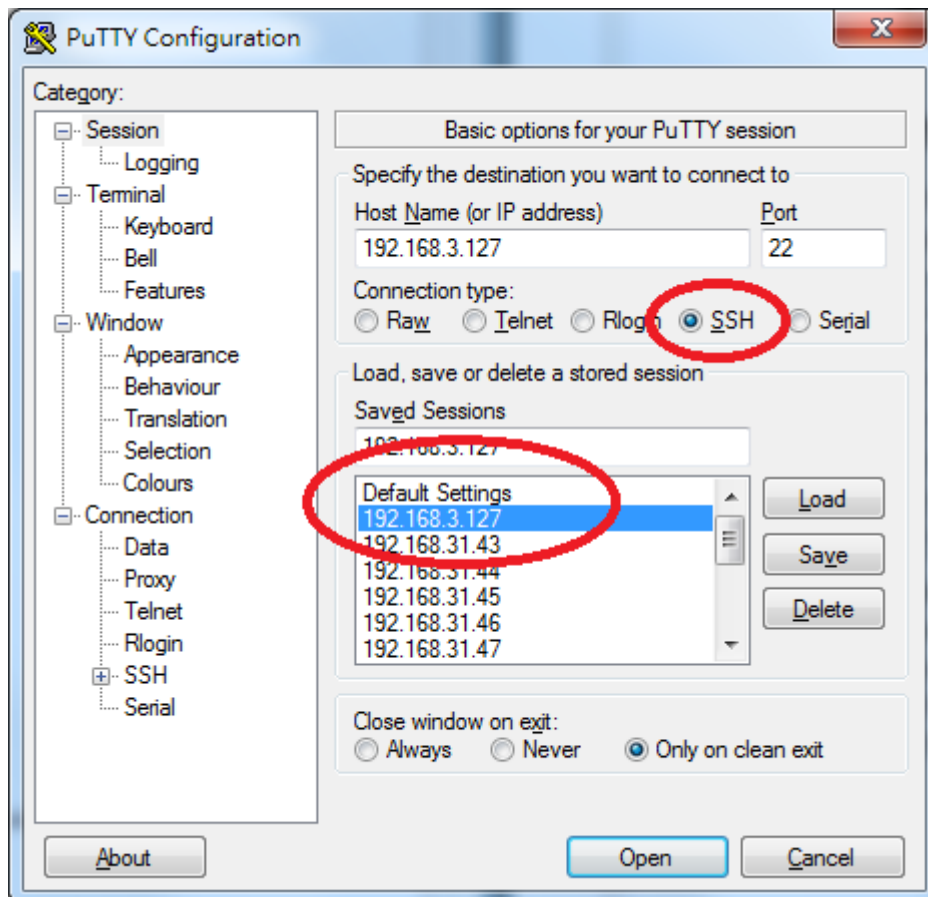 PuTTY Configuration
Category:
Session
Logging
Terminal
Keyboard
Bell
Features
Window
Appearance
Behaviour
Translation
Selection
Colours
Connection
Data
Proxy
Telnet
Rlogin
SSH
Serial
Basic options for your PuTTY session
Specify the destination you want to connect to
Host Name (or IP address) Port
192.168.3.127 22
Connection type:
Raw Telnet Rlogin SSH Serial
Load, save or delete a stored session
Saved Sessions
192.168.3.127
Default Settings
192.168.3.127
192.168.31.43
192.168.31.44
192.168.31.45
192.168.31.46
192.168.31.47
Load
Save
Delete
Close window on exit:
Always Never Only on clean exit
About Open Cancel